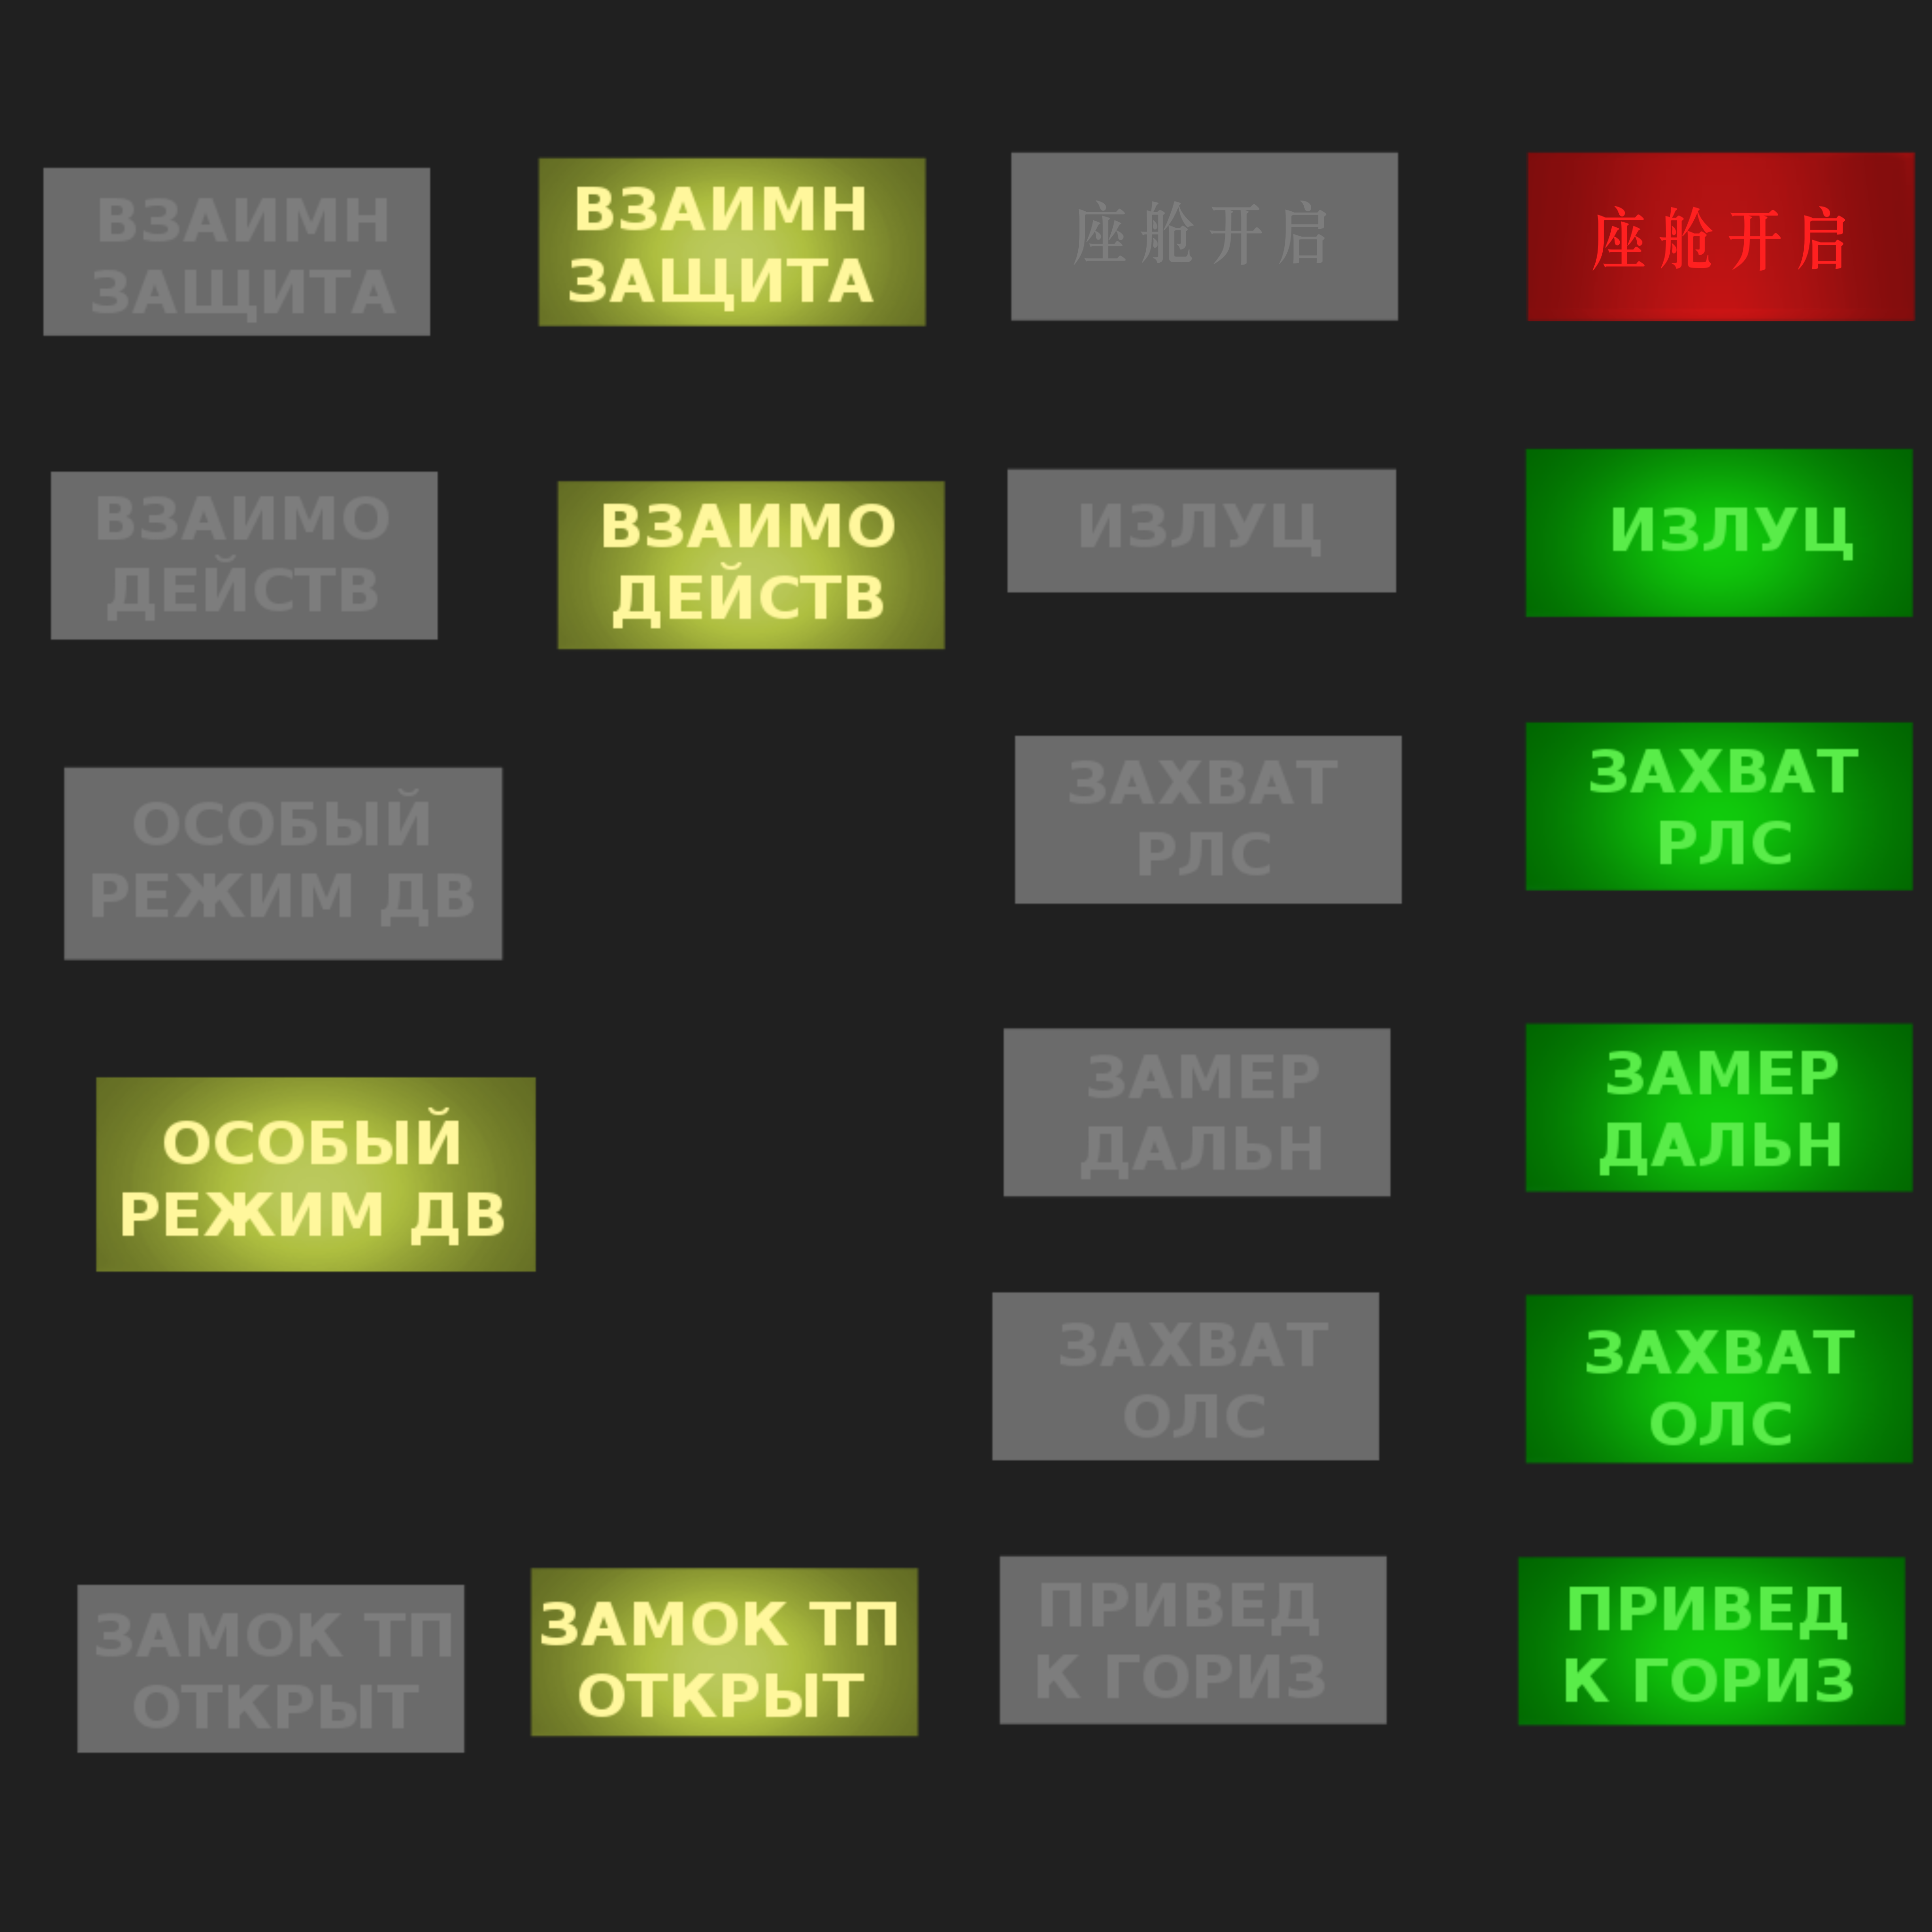 ВЗАИМН
ЗАЩИТА
ВЗАИМН
ЗАЩИТА
座舱开启
座舱开启
ВЗАИМО
ДЕЙСТВ
ВЗАИМО
ДЕЙСТВ
ИЗЛУЦ
ИЗЛУЦ
ОСОБЫЙ
РЕЖИМ ДВ
ЗАХВАТ
РЛС
ЗАХВАТ
РЛС
ОСОБЫЙ
РЕЖИМ ДВ
ЗАМЕР
ДАЛЬН
ЗАМЕР
ДАЛЬН
ЗАХВАТ
ОЛС
ЗАХВАТ
ОЛС
ЗАМОК ТП
ОТКРЫТ
ЗАМОК ТП
ОТКРЫТ
ПРИВЕД
К ГОРИЗ
ПРИВЕД
К ГОРИЗ